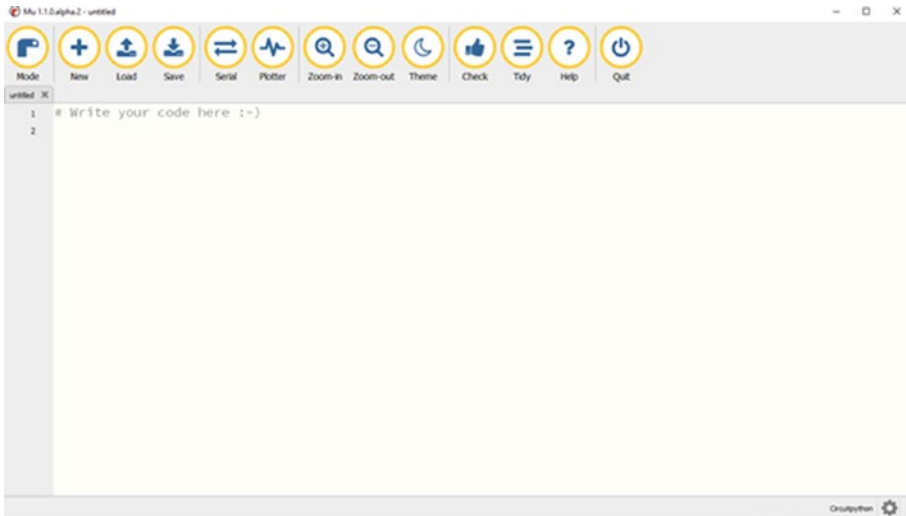 Mu 1.1.0.alpha.2 - untitled
Mode New Load Save Serial Plotter Zoom-in Zoom-out Theme Check Tidy Help Quit
untitled X
1 # Write your code here :-)
2
Circuitpython